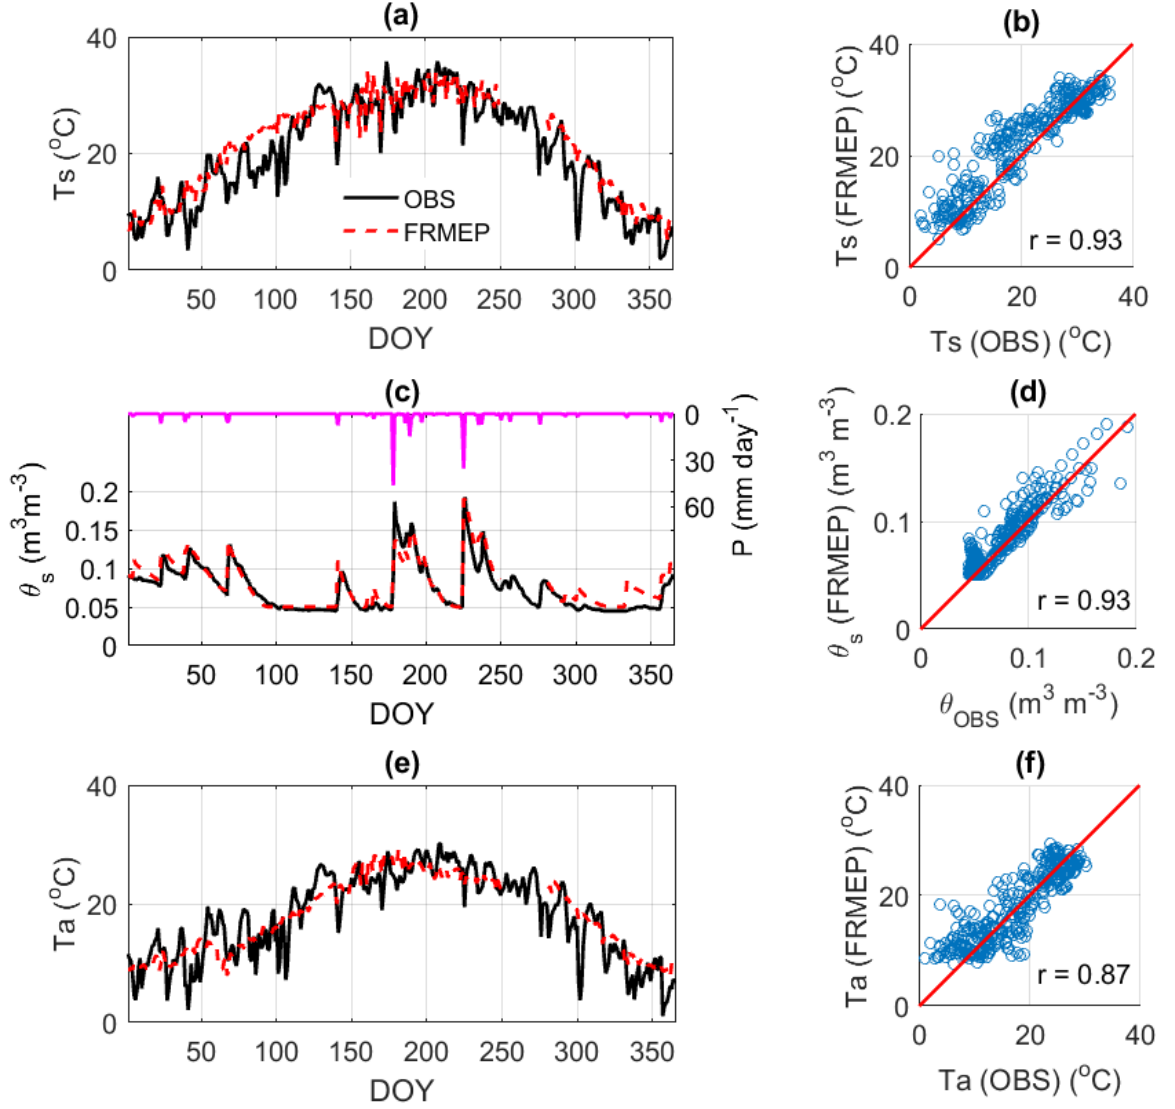 (a)
40
20
0
Ts (°C)
OBS
FRMEP
50 100 150 200 250 300 350
DOY
(b)
40
20
0
Ts (FRMEP) (°C)
r = 0.93
0 20 40
Ts (OBS) (°C)
(c)
0.2
0.15
0.1
0.05
0
θs (m³m⁻³)
0
30
60
P (mm day⁻¹)
50 100 150 200 250 300 350
DOY
(d)
0.2
0.1
0
θs (FRMEP) (m³ m⁻³)
r = 0.93
0 0.1 0.2
θOBS (m³ m⁻³)
(e)
40
20
0
Ta (°C)
50 100 150 200 250 300 350
DOY
(f)
40
20
0
Ta (FRMEP) (°C)
r = 0.87
0 20 40
Ta (OBS) (°C)